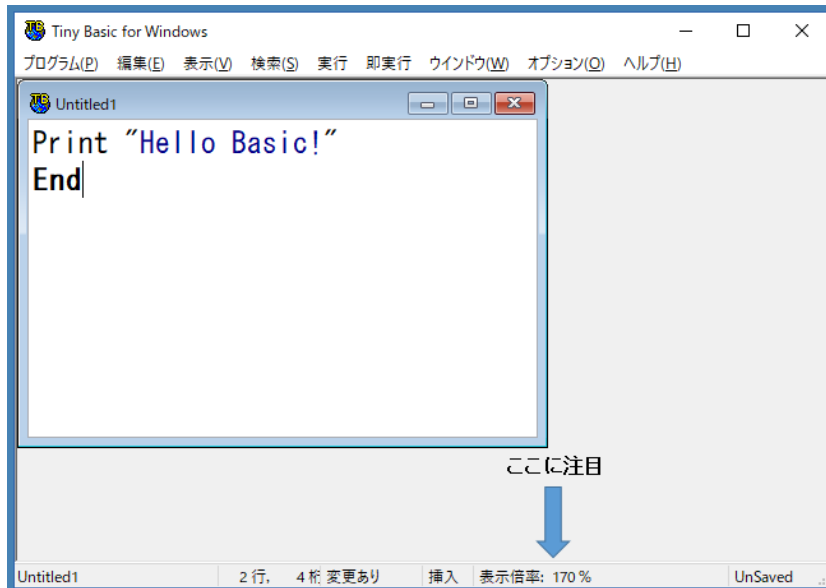 Tiny Basic for Windows
プログラム(P) 編集(E) 表示(V) 検索(S) 実行 即実行 ウインドウ(W) オプション(O) ヘルプ(H)
Untitled1
Print "Hello Basic!"
End
ここに注目
Untitled1 2行, 4桁 変更あり 挿入 表示倍率: 170 % UnSaved